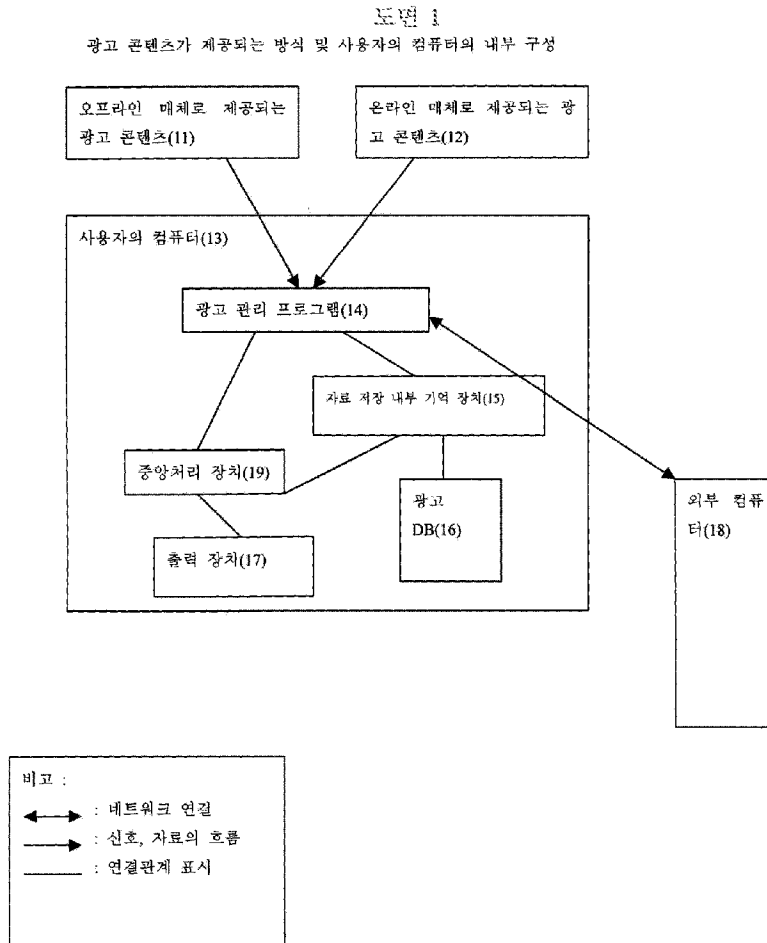 도면 1
광고 콘텐츠가 제공되는 방식 및 사용자의 컴퓨터의 내부 구성
오프라인 매체로 제공되는
광고 콘텐츠(11)
온라인 매체로 제공되는 광
고 콘텐츠(12)
사용자의 컴퓨터(13)
광고 관리 프로그램(14)
자료 저장 내부 기억 장치(15)
중앙처리 장치(19)
광고
DB(16)
외부 컴퓨
터(18)
출력 장치(17)
비고 :
: 네트워크 연결
: 신호, 자료의 흐름
: 연결관계 표시